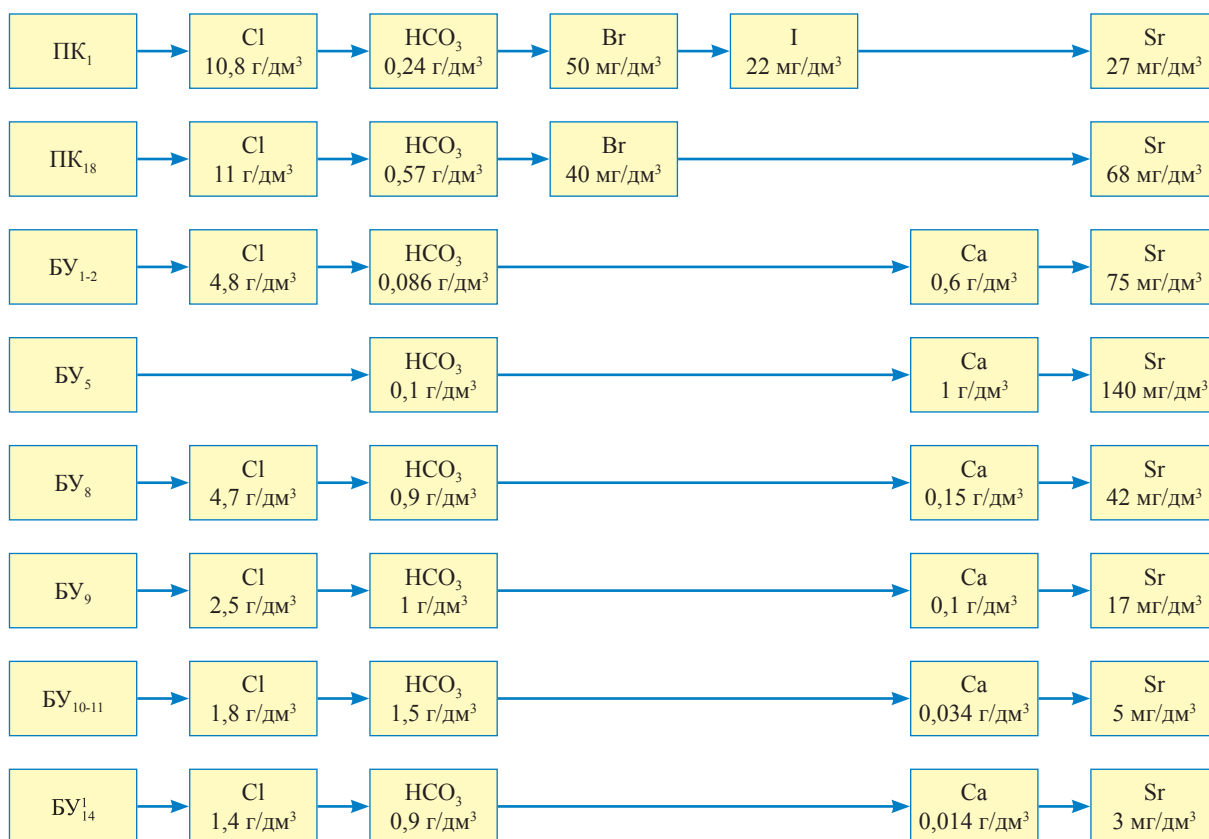 ПК₁
Cl
10,8 г/дм³
HCO₃
0,24 г/дм³
Br
50 мг/дм³
I
22 мг/дм³
Sr
27 мг/дм³
ПК₁₈
Cl
11 г/дм³
HCO₃
0,57 г/дм³
Br
40 мг/дм³
Sr
68 мг/дм³
БУ₁₋₂
Cl
4,8 г/дм³
HCO₃
0,086 г/дм³
Ca
0,6 г/дм³
Sr
75 мг/дм³
БУ₅
HCO₃
0,1 г/дм³
Ca
1 г/дм³
Sr
140 мг/дм³
БУ₈
Cl
4,7 г/дм³
HCO₃
0,9 г/дм³
Ca
0,15 г/дм³
Sr
42 мг/дм³
БУ₉
Cl
2,5 г/дм³
HCO₃
1 г/дм³
Ca
0,1 г/дм³
Sr
17 мг/дм³
БУ₁₀₋₁₁
Cl
1,8 г/дм³
HCO₃
1,5 г/дм³
Ca
0,034 г/дм³
Sr
5 мг/дм³
БУ¹₁₄
Cl
1,4 г/дм³
HCO₃
0,9 г/дм³
Ca
0,014 г/дм³
Sr
3 мг/дм³